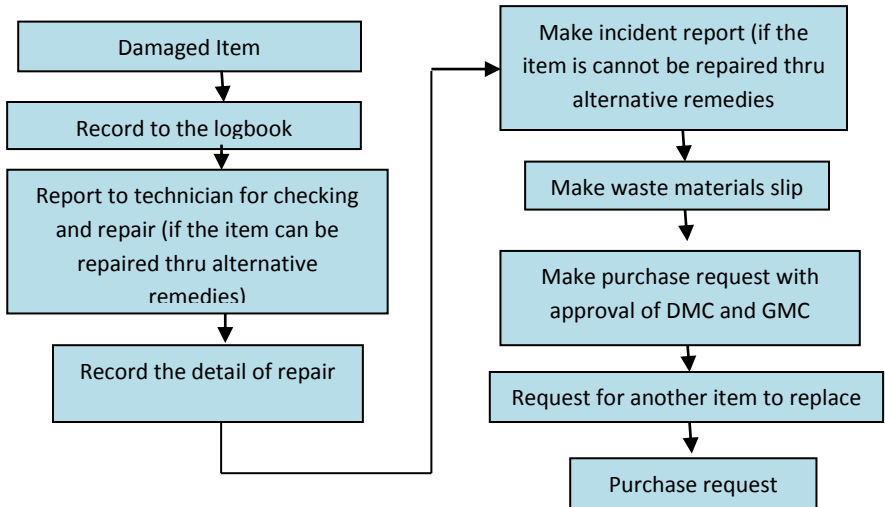 Damaged Item
Record to the logbook
Report to technician for checking
and repair (if the item can be
repaired thru alternative
remedies)
Record the detail of repair
Make incident report (if the
item is cannot be repaired thru
alternative remedies
Make waste materials slip
Make purchase request with
approval of DMC and GMC
Request for another item to replace
Purchase request